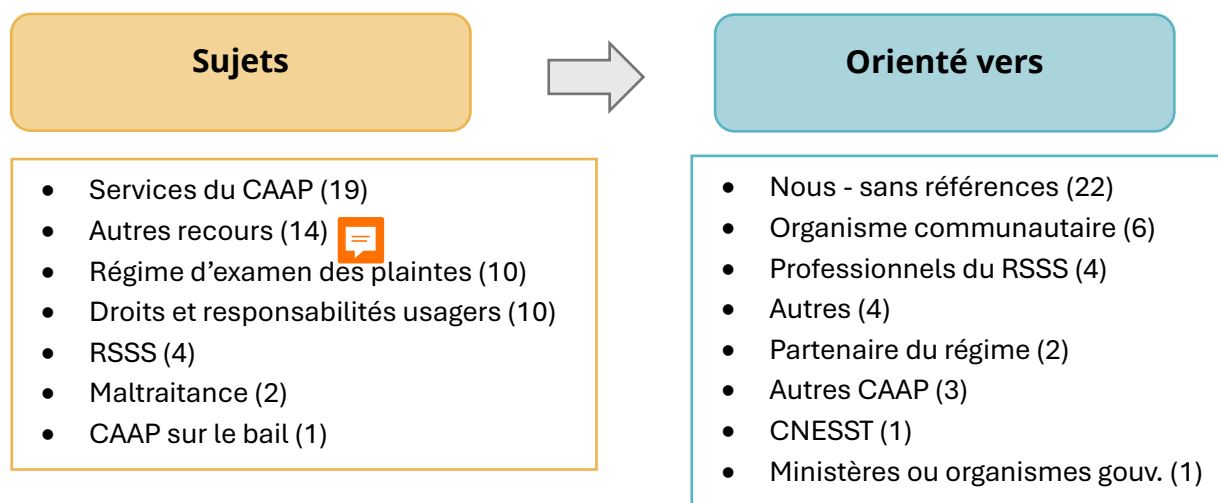 Sujets
Orienté vers
• Services du CAAP (19)
• Autres recours (14)
• Régime d’examen des plaintes (10)
• Droits et responsabilités usagers (10)
• RSSS (4)
• Maltraitance (2)
• CAAP sur le bail (1)
• Nous - sans références (22)
• Organisme communautaire (6)
• Professionnels du RSSS (4)
• Autres (4)
• Partenaire du régime (2)
• Autres CAAP (3)
• CNESST (1)
• Ministères ou organismes gouv. (1)